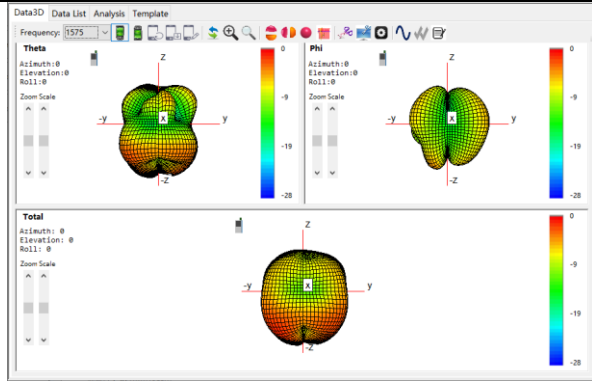 Data3D Data List Analysis Template
Frequency: 1575
Theta
Azimuth:0
Elevation:0
Roll:0
Zoom Scale
Z
-y
x
y
-Z
0
-9
-19
-28
Phi
Azimuth:0
Elevation:0
Roll:0
Zoom Scale
Z
-y
x
y
-Z
0
-9
-19
-28
Total
Azimuth: 0
Elevation: 0
Roll: 0
Zoom Scale
Z
-y
x
y
-Z
0
-9
-19
-28